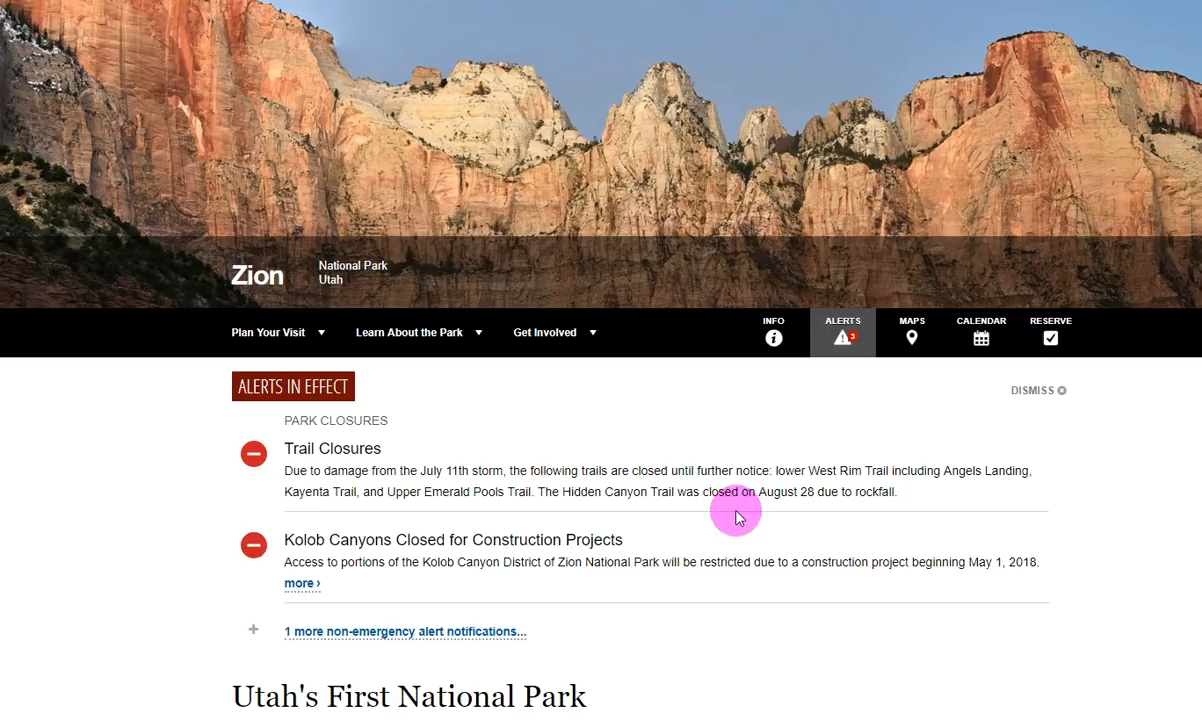 Zion
National Park
Utah
Plan Your Visit
Learn About the Park
Get Involved
INFO
ALERTS
3
MAPS
CALENDAR
RESERVE
ALERTS IN EFFECT
DISMISS
PARK CLOSURES
Trail Closures
Due to damage from the July 11th storm, the following trails are closed until further notice: lower West Rim Trail including Angels Landing,
Kayenta Trail, and Upper Emerald Pools Trail. The Hidden Canyon Trail was closed on August 28 due to rockfall.
Kolob Canyons Closed for Construction Projects
Access to portions of the Kolob Canyon District of Zion National Park will be restricted due to a construction project beginning May 1, 2018.
more ›
1 more non-emergency alert notifications...
Utah's First National Park